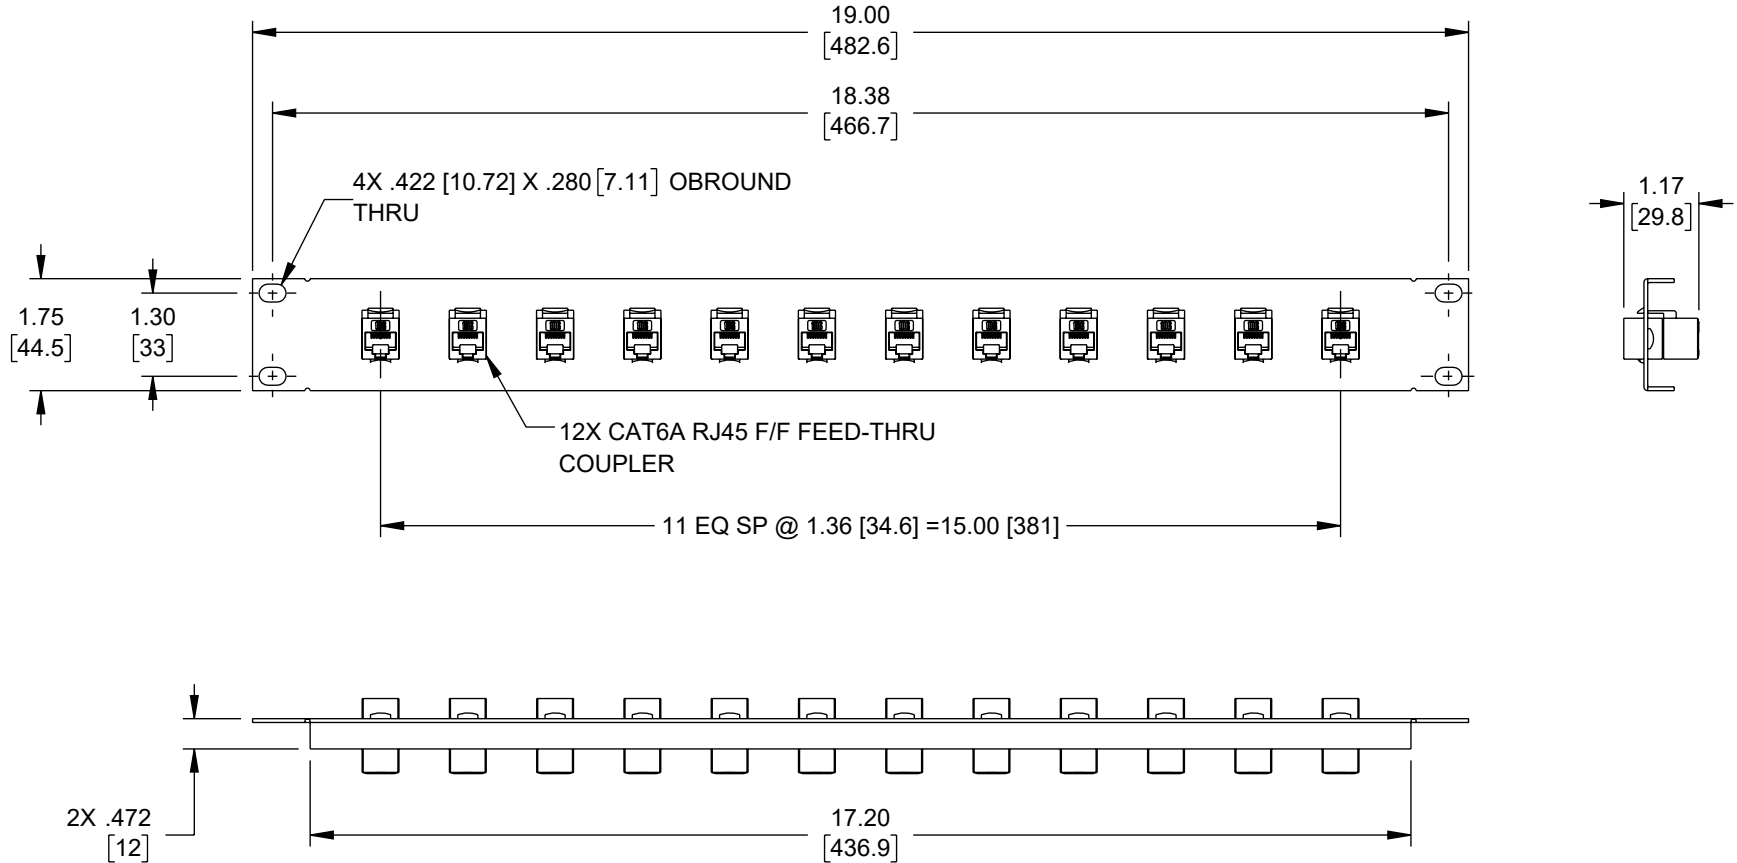 19.00
[482.6]
18.38
[466.7]
4X .422 [10.72] X .280 [7.11] OBROUND
THRU
1.17
[29.8]
1.75
[44.5]
1.30
[33]
12X CAT6A RJ45 F/F FEED-THRU
COUPLER
11 EQ SP @ 1.36 [34.6] =15.00 [381]
2X .472
[12]
17.20
[436.9]